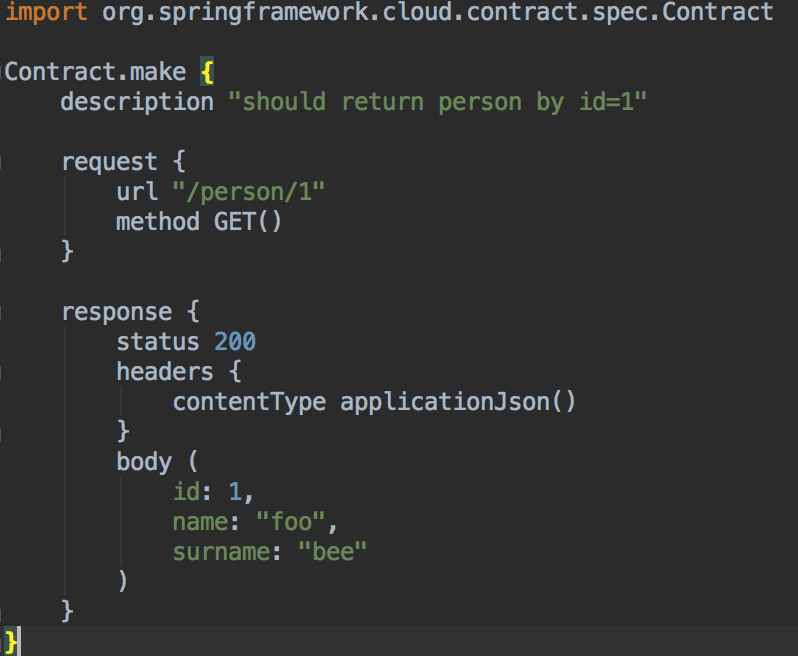 import org.springframework.cloud.contract.spec.Contract
Contract.make {
description "should return person by id=1"
request {
url "/person/1"
method GET()
}
response {
status 200
headers {
contentType applicationJson()
}
body (
id: 1,
name: "foo",
surname: "bee"
)
}
}